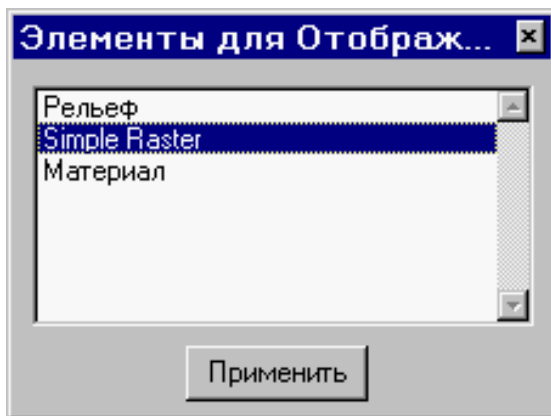 Элементы для Отображ...
Рельеф
Simple Raster
Материал
Применить